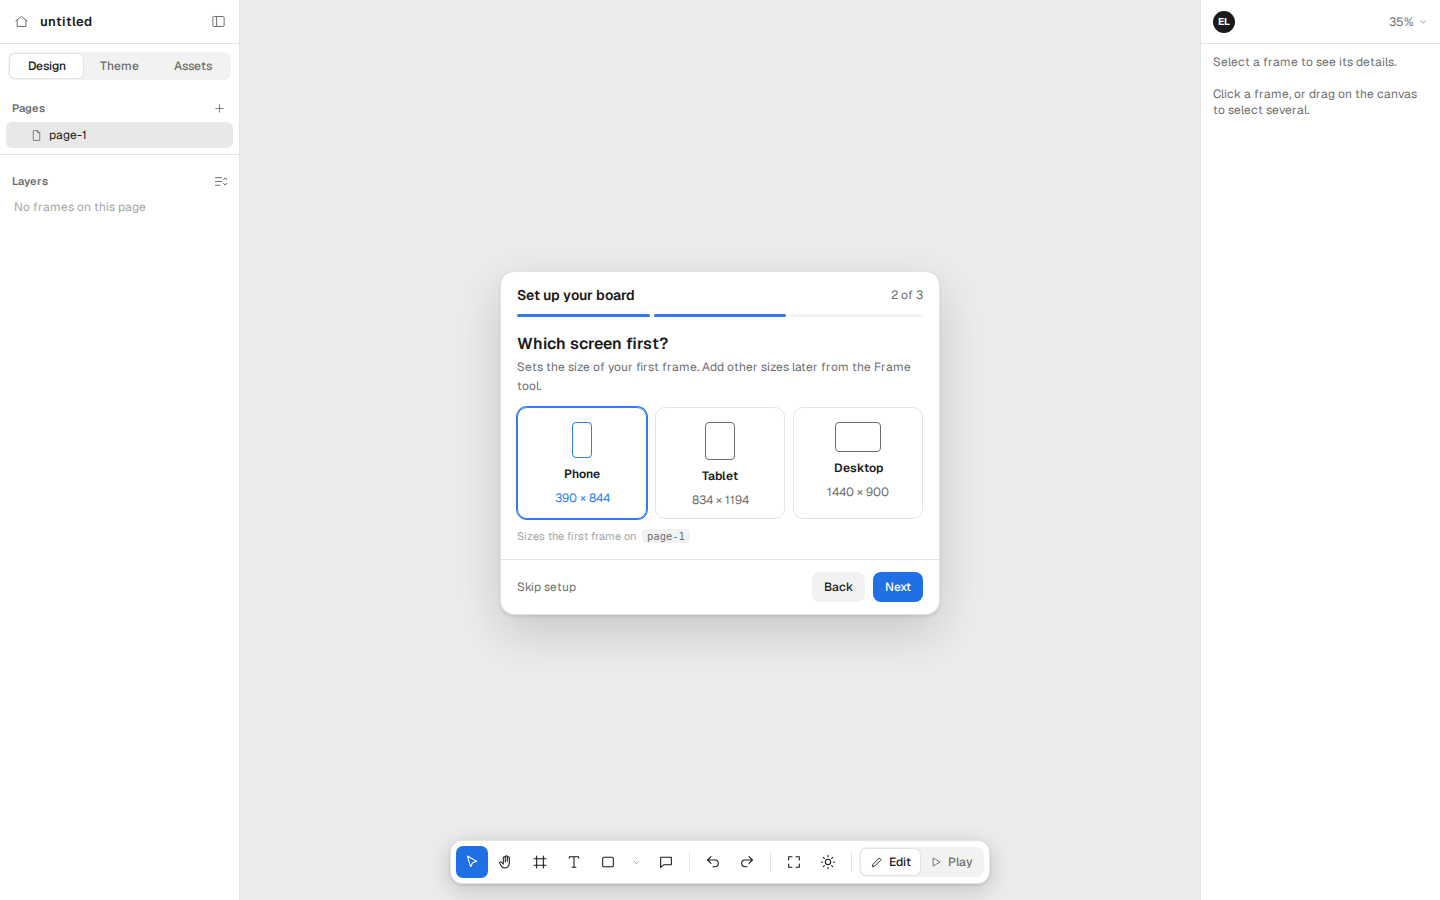 untitled
Design
Theme
Assets
Pages
page-1
Layers
No frames on this page
Set up your board
2 of 3
Which screen first?
Sets the size of your first frame. Add other sizes later from the Frame
tool.
Phone
390 × 844
Tablet
834 × 1194
Desktop
1440 × 900
Sizes the first frame on page-1
Skip setup
Back
Next
Edit
Play
EL
35%
Select a frame to see its details.
Click a frame, or drag on the canvas
to select several.